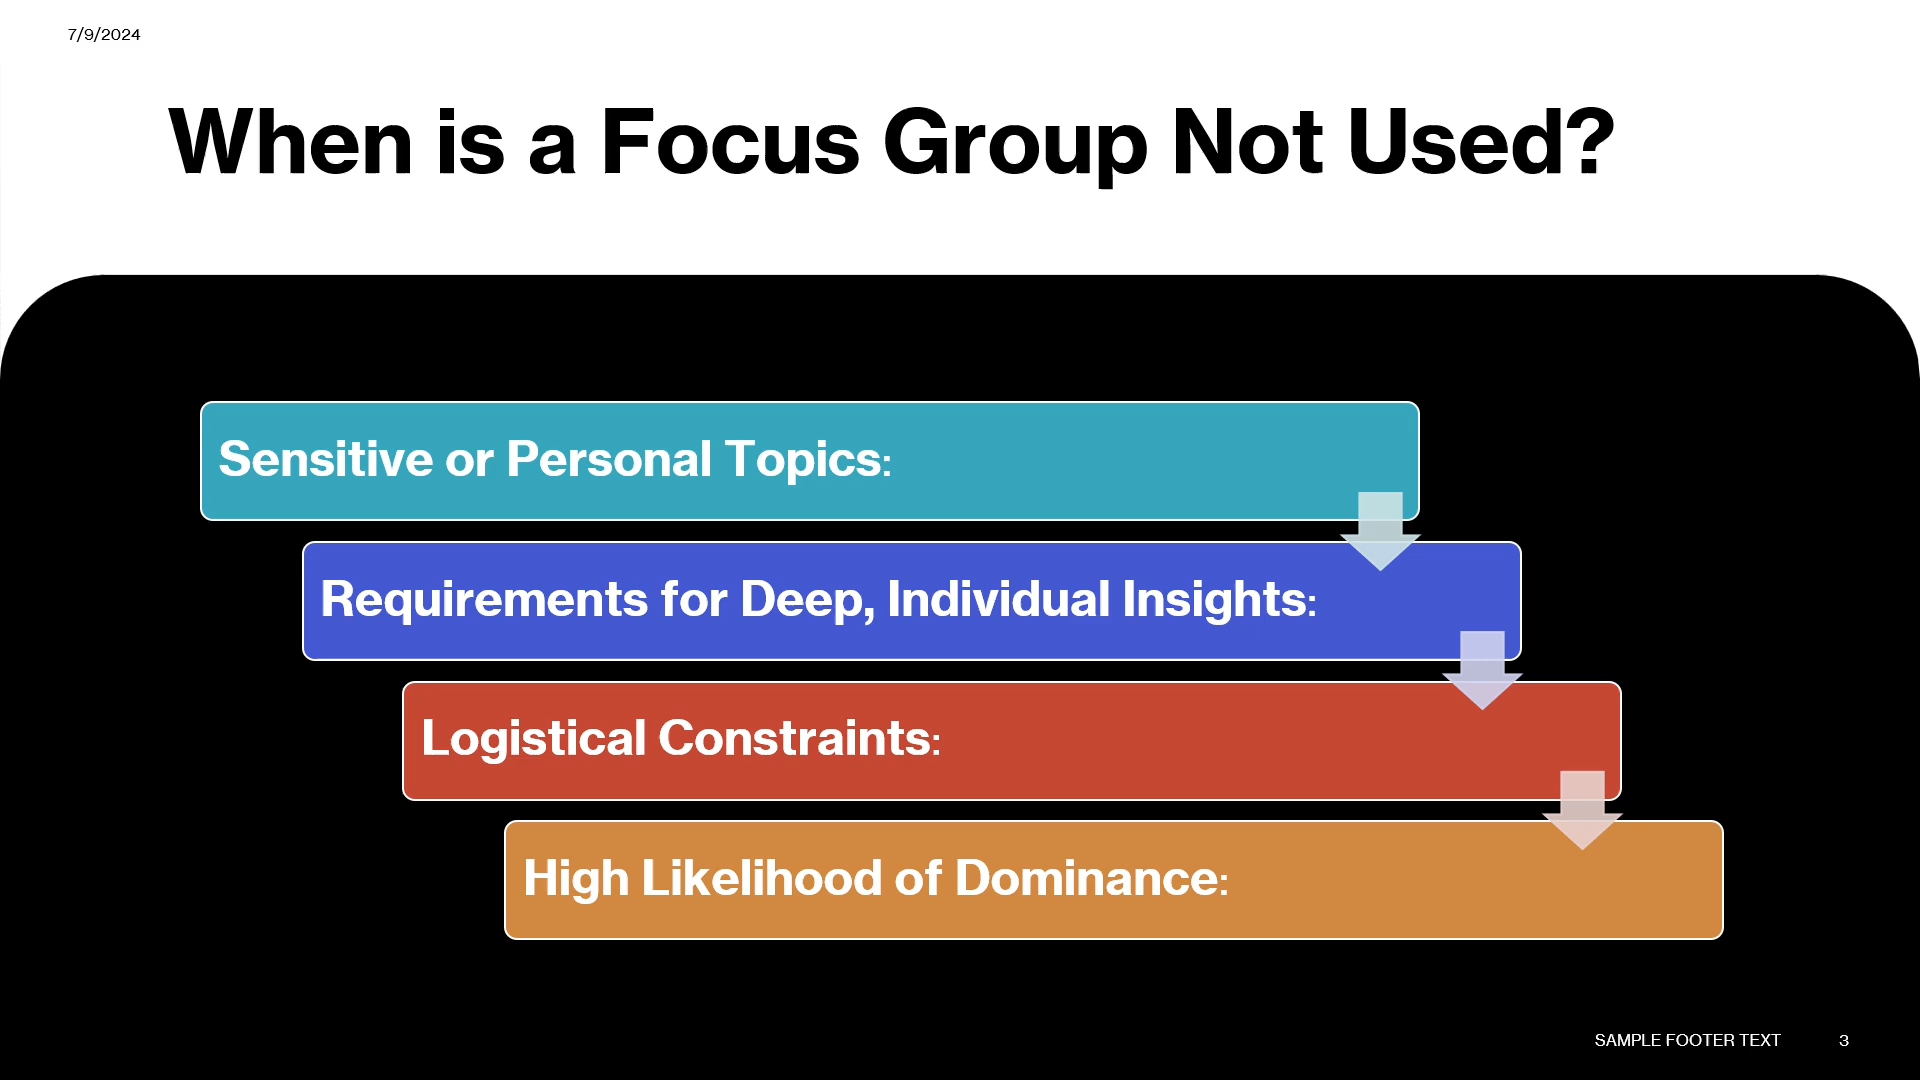 7/9/2024
When is a Focus Group Not Used?
Sensitive or Personal Topics:
Requirements for Deep, Individual Insights:
Logistical Constraints:
High Likelihood of Dominance:
SAMPLE FOOTER TEXT 3